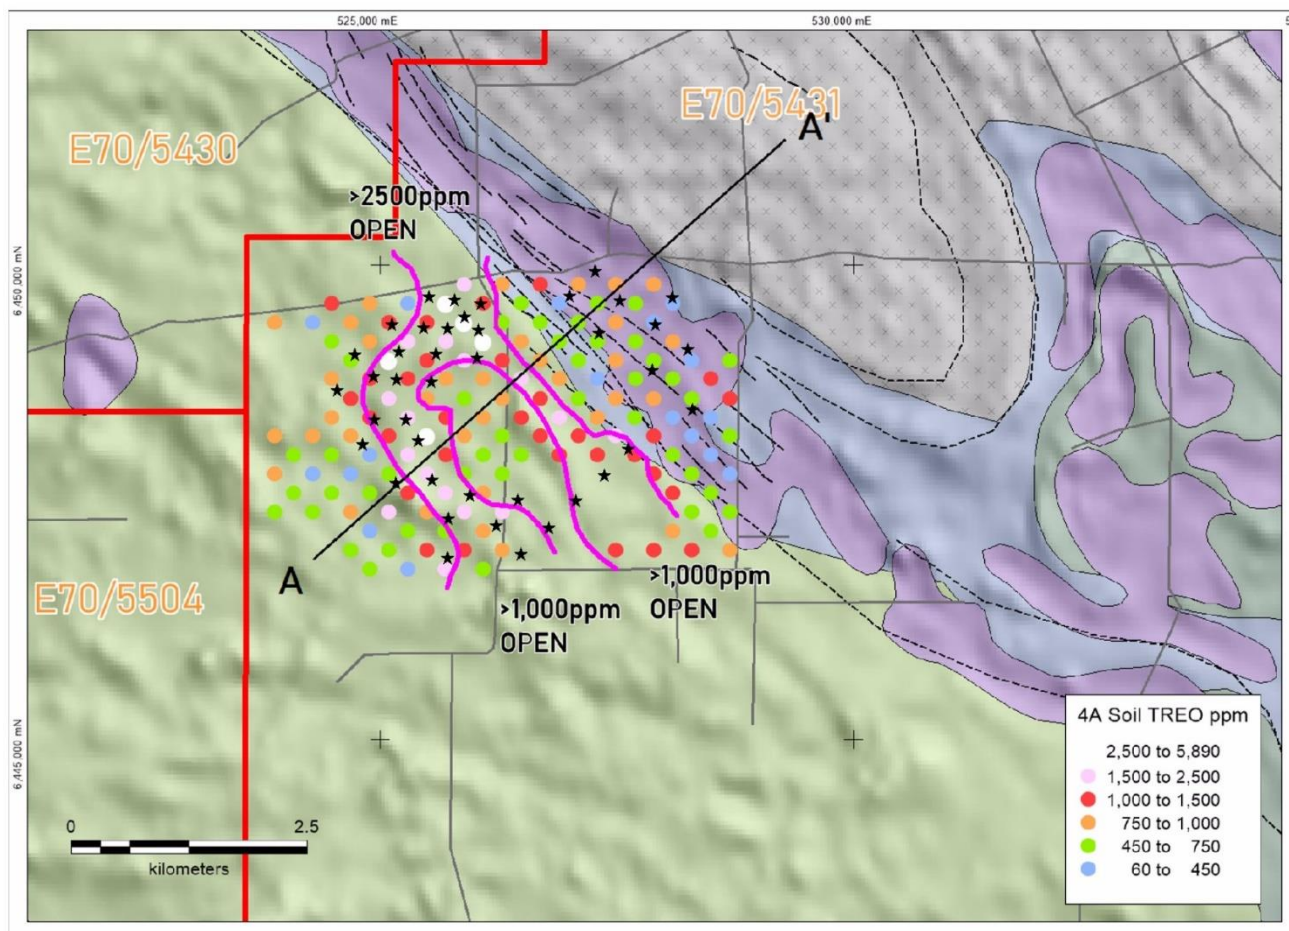 525,000 mE
530,000 mE
E70/5430
E70/5431
A'
>2500ppm
OPEN
6,450,000 mN
A
E70/5504
>1,000ppm
OPEN
>1,000ppm
OPEN
6,445,000 mN
0 2.5
kilometers
4A Soil TREO ppm
2,500 to 5,890
1,500 to 2,500
1,000 to 1,500
750 to 1,000
450 to 750
60 to 450